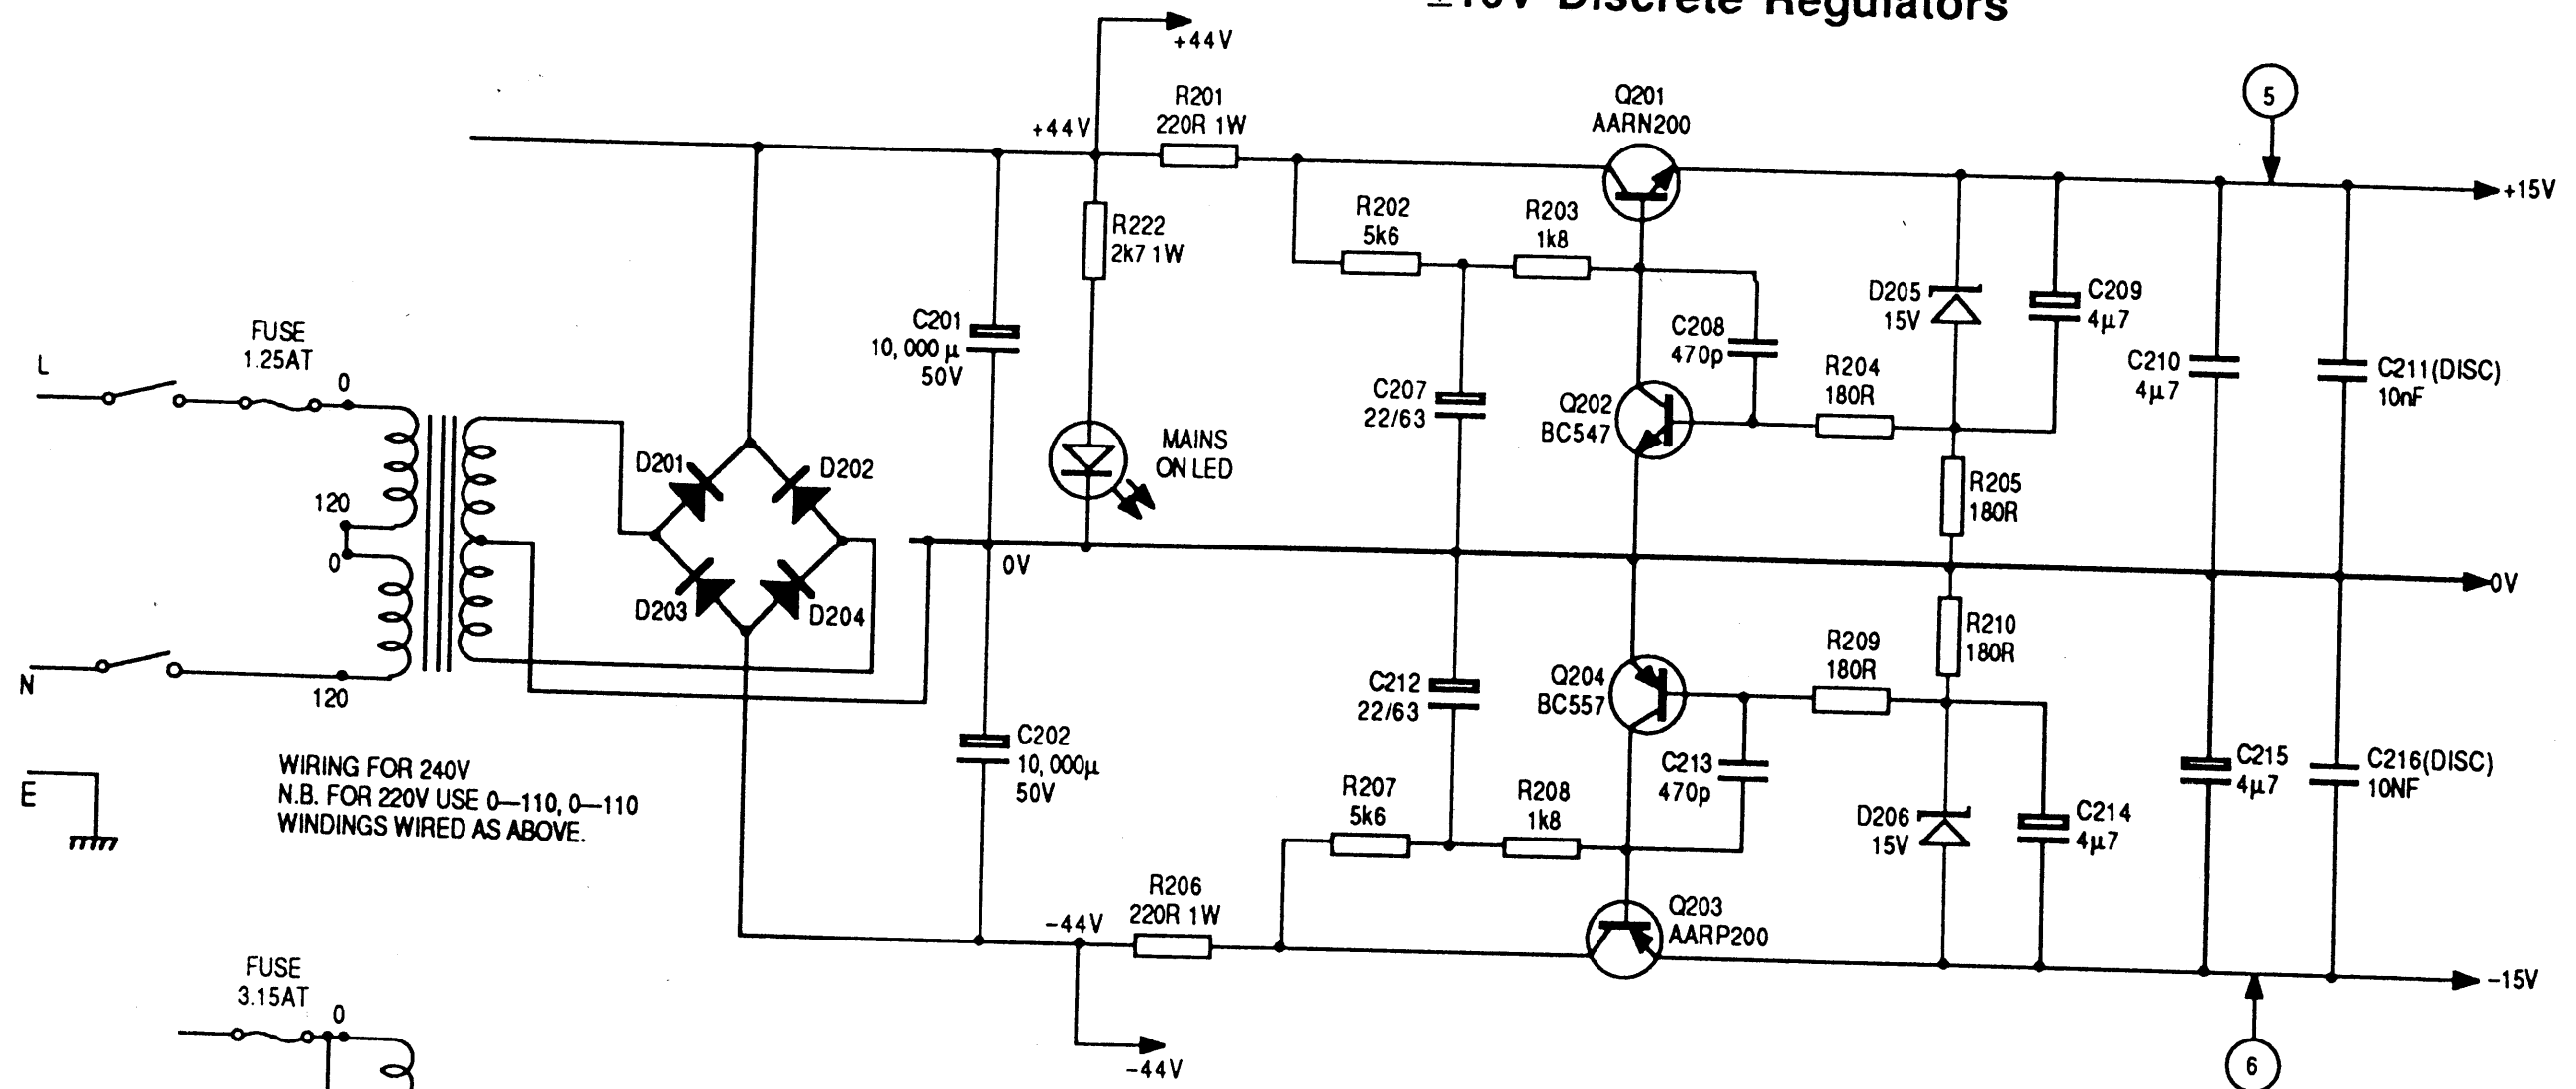 ±15V Discrete Regulators
+44V
+44V
R201
220R 1W
Q201
AARN200
5
+15V
R222
2k7 1W
R202
5k6
R203
1k8
D205
15V
C209
4µ7
C208
470p
C201
10,000 µ
50V
FUSE
1.25AT
L
0
C210
4µ7
C211(DISC)
10nF
R204
180R
C207
22/63
Q202
BC547
MAINS
ON LED
D201
D202
R205
180R
120
0
0V
0V
D203
D204
R210
180R
R209
180R
Q204
BC557
C212
22/63
N
120
C202
10,000µ
50V
C213
470p
C215
4µ7
C216(DISC)
10NF
WIRING FOR 240V
N.B. FOR 220V USE 0–110, 0–110
WINDINGS WIRED AS ABOVE.
E
R207
5k6
R208
1k8
D206
15V
C214
4µ7
R206
220R 1W
-44V
Q203
AARP200
-15V
FUSE
3.15AT
0
-44V
6